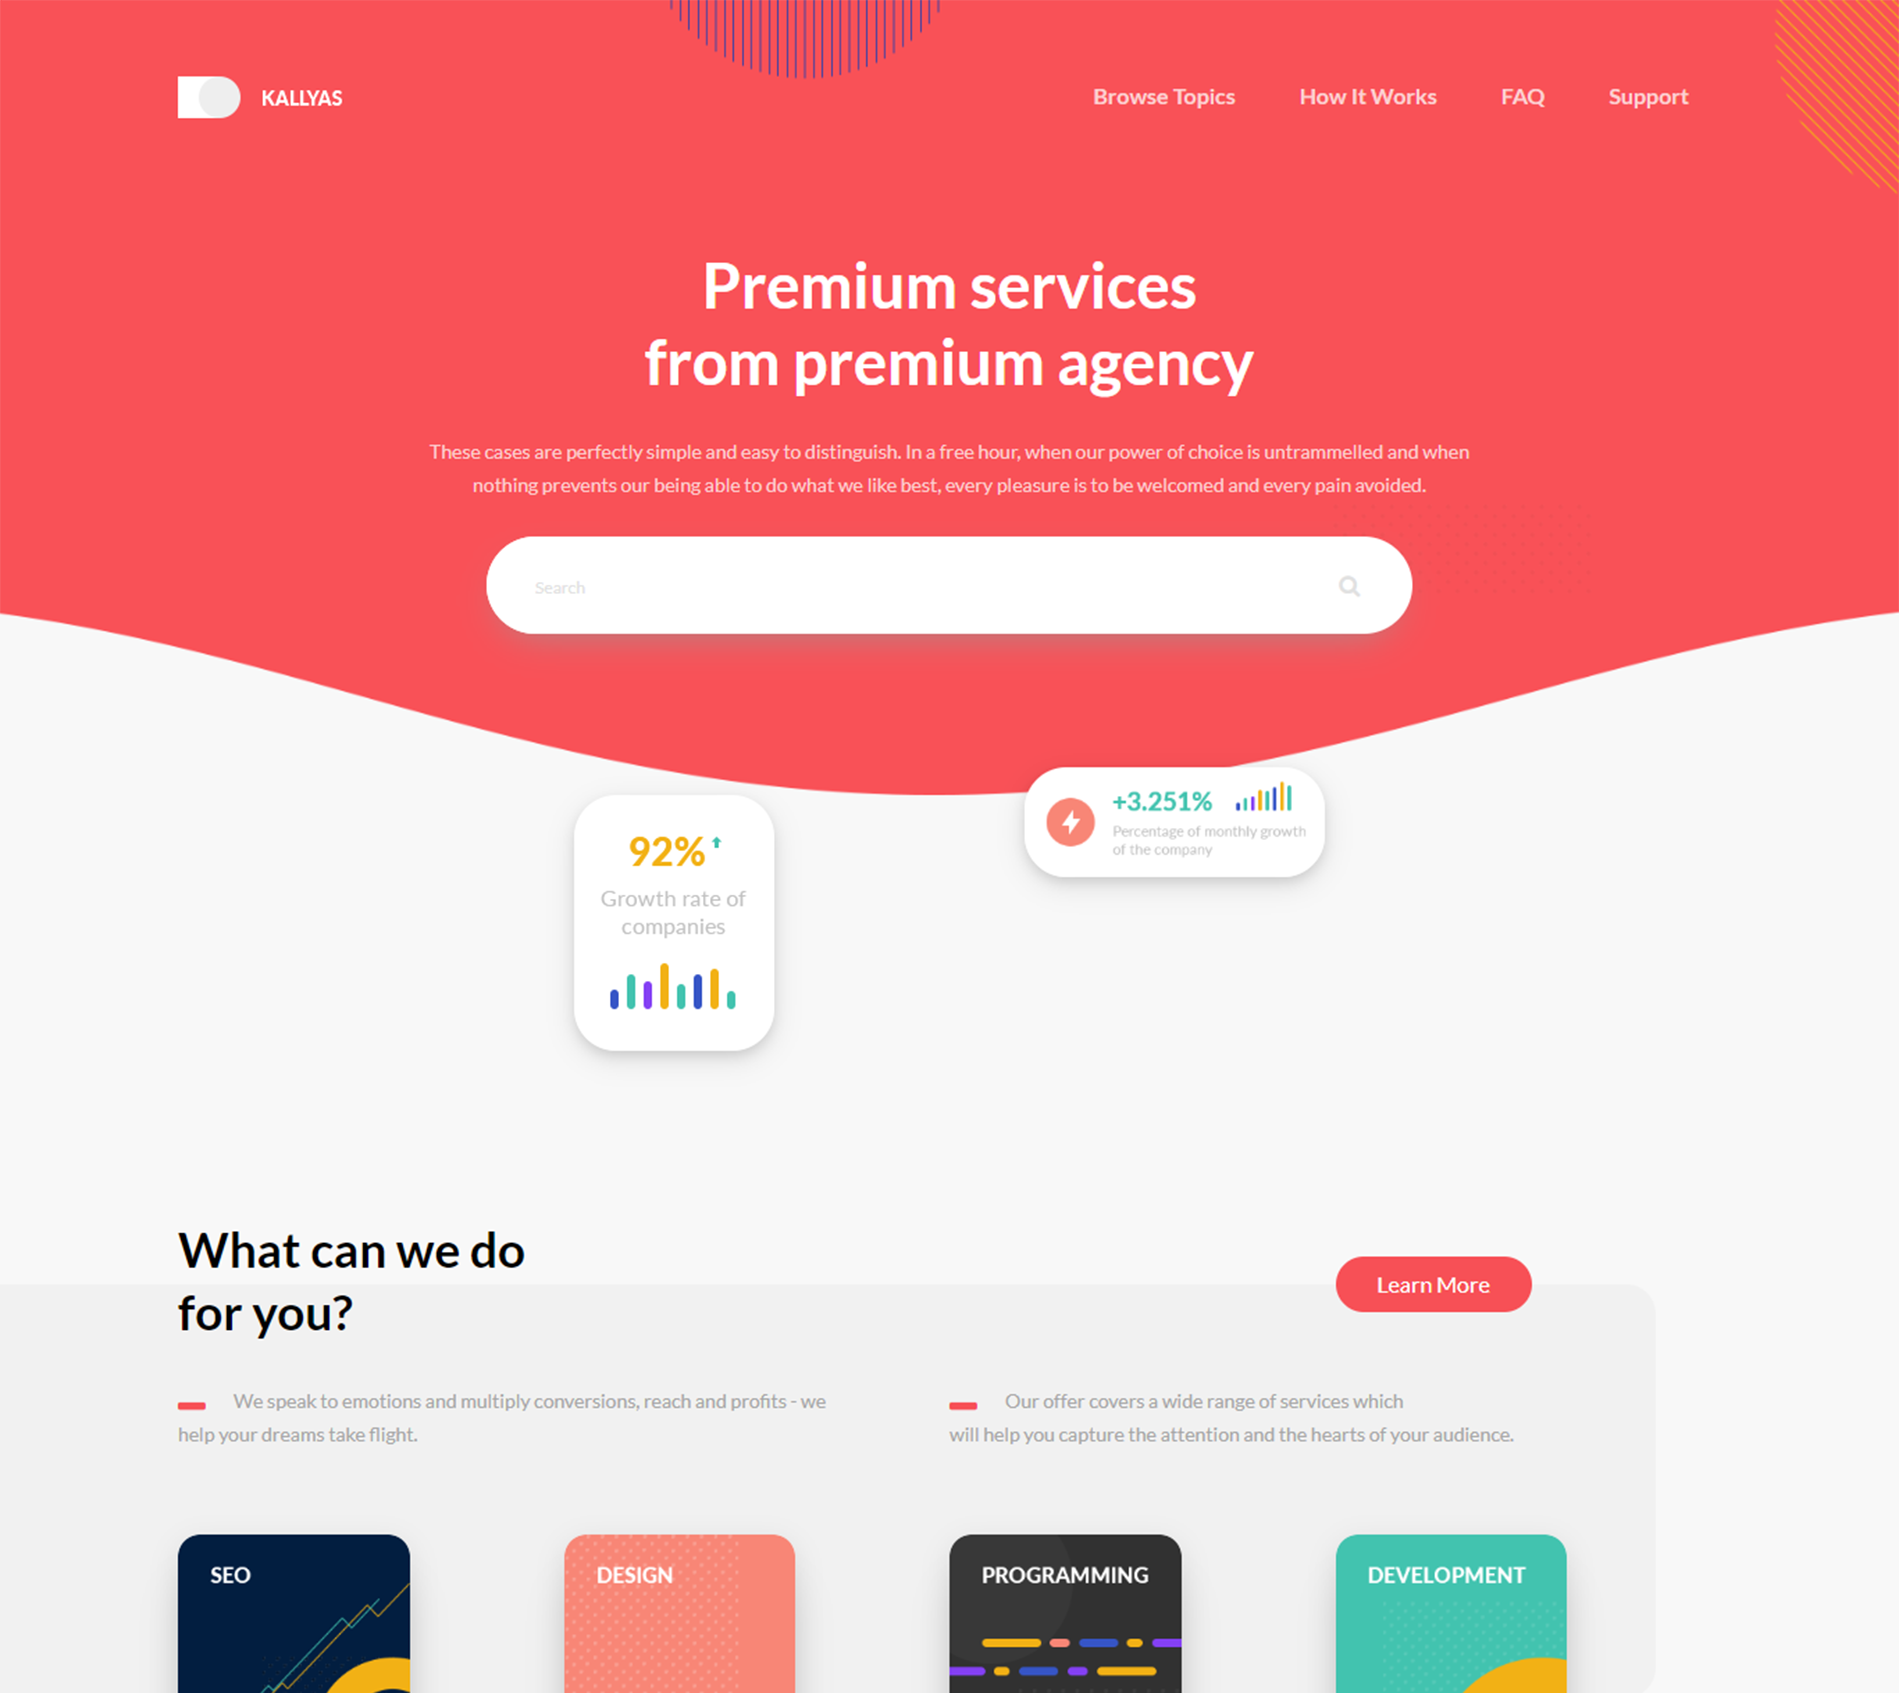 KALLYAS
Browse Topics
How It Works
FAQ
Support
Premium services
from premium agency
These cases are perfectly simple and easy to distinguish. In a free hour, when our power of choice is untrammelled and when
nothing prevents our being able to do what we like best, every pleasure is to be welcomed and every pain avoided.
Search
92%
Growth rate of
companies
+3.251%
Percentage of monthly growth
of the company
What can we do
for you?
Learn More
We speak to emotions and multiply conversions, reach and profits - we
help your dreams take flight.
Our offer covers a wide range of services which
will help you capture the attention and the hearts of your audience.
SEO
DESIGN
PROGRAMMING
DEVELOPMENT